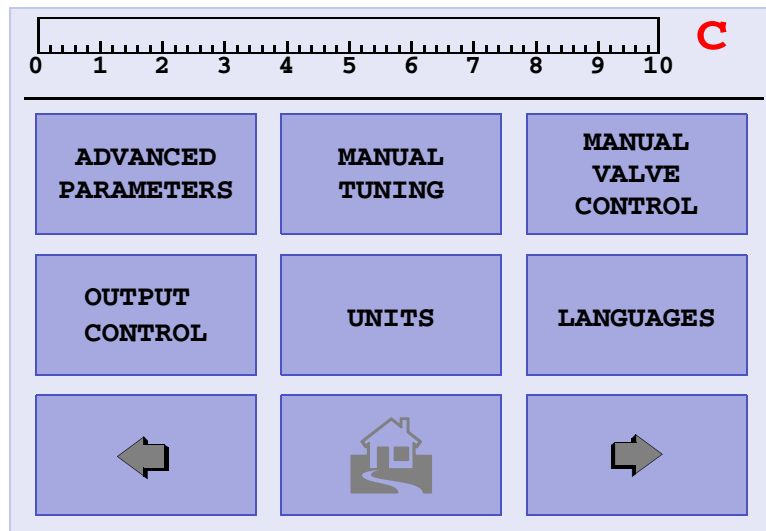 0 1 2 3 4 5 6 7 8 9 10
C
ADVANCED
PARAMETERS
MANUAL
TUNING
MANUAL
VALVE
CONTROL
OUTPUT
CONTROL
UNITS
LANGUAGES